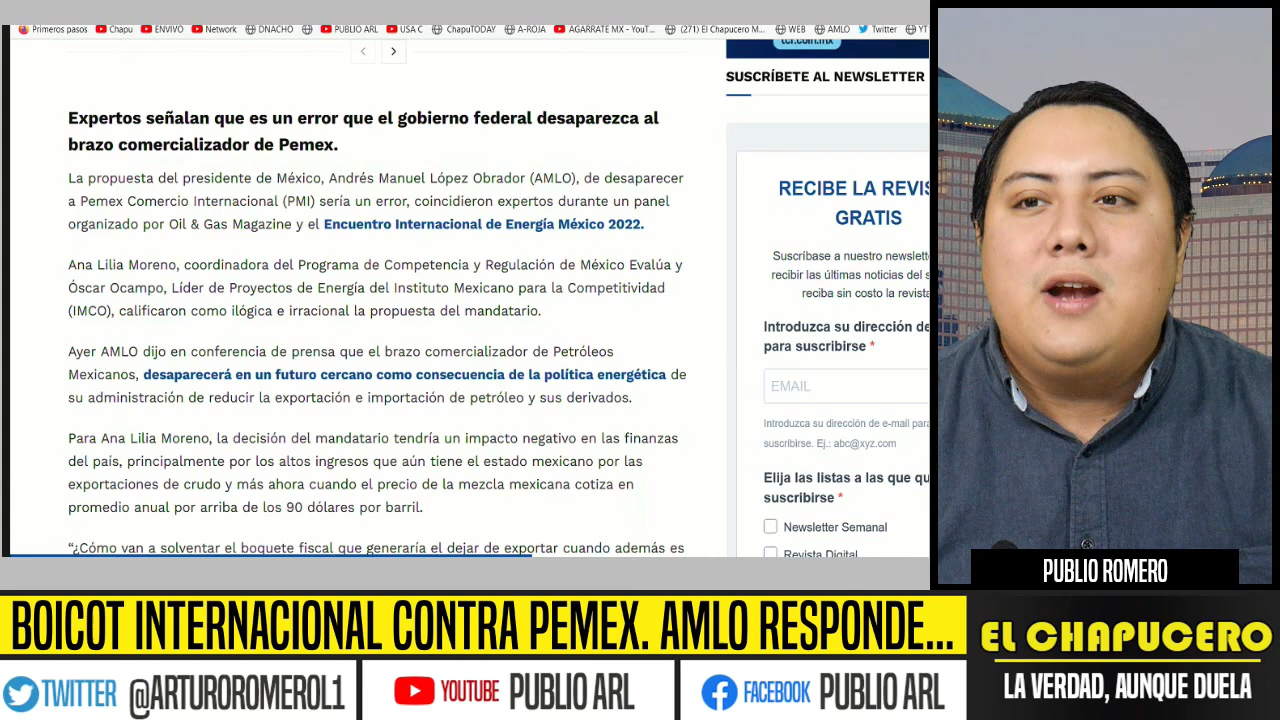 Primeros pasos Chapu ENVIVO Network DNACHO PUBLIO ARL USA C ChapuTODAY A-ROJA AGARRATE MX - YouT... (271) El Chapucero M... WEB AMLO Twitter YT
tcr.com.mx
SUSCRÍBETE AL NEWSLETTER
Expertos señalan que es un error que el gobierno federal desaparezca al
brazo comercializador de Pemex.
La propuesta del presidente de México, Andrés Manuel López Obrador (AMLO), de desaparecer
a Pemex Comercio Internacional (PMI) sería un error, coincidieron expertos durante un panel
organizado por Oil & Gas Magazine y el Encuentro Internacional de Energía México 2022.
Ana Lilia Moreno, coordinadora del Programa de Competencia y Regulación de México Evalúa y
Óscar Ocampo, Líder de Proyectos de Energía del Instituto Mexicano para la Competitividad
(IMCO), calificaron como ilógica e irracional la propuesta del mandatario.
Ayer AMLO dijo en conferencia de prensa que el brazo comercializador de Petróleos
Mexicanos, desaparecerá en un futuro cercano como consecuencia de la política energética de
su administración de reducir la exportación e importación de petróleo y sus derivados.
Para Ana Lilia Moreno, la decisión del mandatario tendría un impacto negativo en las finanzas
del país, principalmente por los altos ingresos que aún tiene el estado mexicano por las
exportaciones de crudo y más ahora cuando el precio de la mezcla mexicana cotiza en
promedio anual por arriba de los 90 dólares por barril.
“¿Cómo van a solventar el boquete fiscal que generaría el dejar de exportar cuando además es
RECIBE LA REVIS
GRATIS
Suscríbase a nuestro newslett
recibir las últimas noticias del s
reciba sin costo la revista
Introduzca su dirección de
para suscribirse *
EMAIL
Introduzca su dirección de e-mail para
suscribirse. Ej.: abc@xyz.com
Elija las listas a las que qu
suscribirse *
Newsletter Semanal
Revista Digital
PUBLIO ROMERO
BOICOT INTERNACIONAL CONTRA PEMEX. AMLO RESPONDE...
EL CHAPUCERO
LA VERDAD, AUNQUE DUELA
TWITTER @ARTUROROMEROL1
YOUTUBE PUBLIO ARL
FACEBOOK PUBLIO ARL